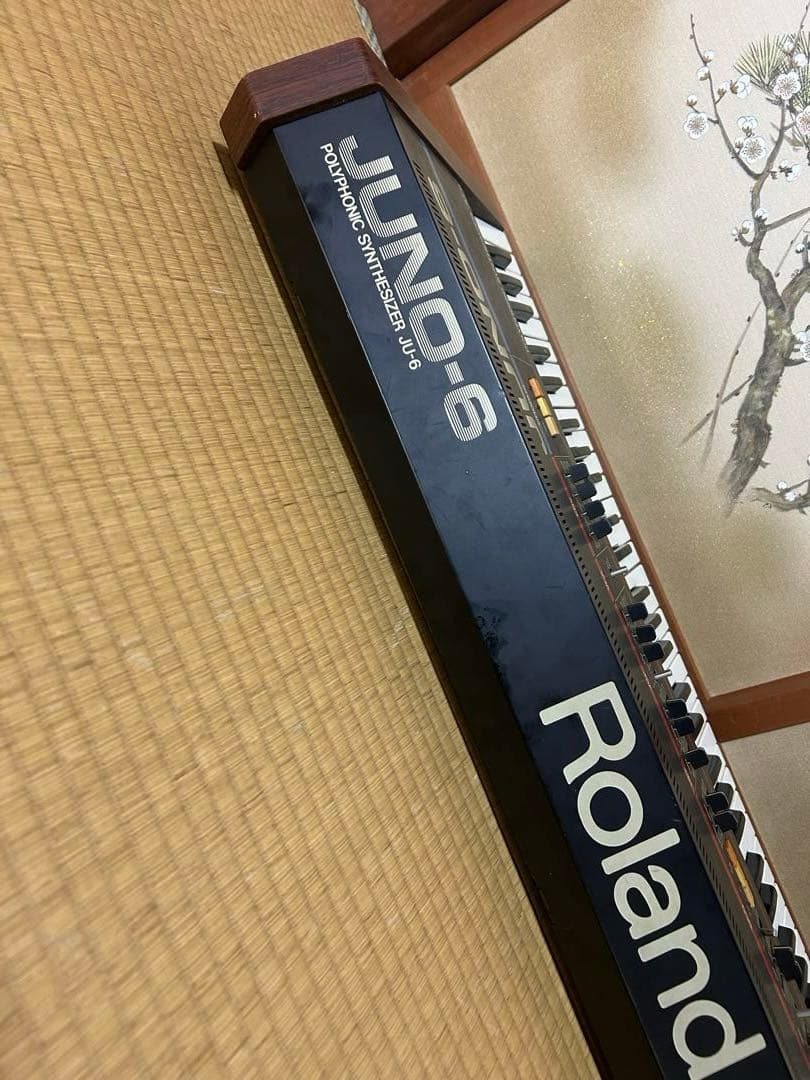 JUNO-6
POLYPHONIC SYNTHESIZER JU-6
Roland